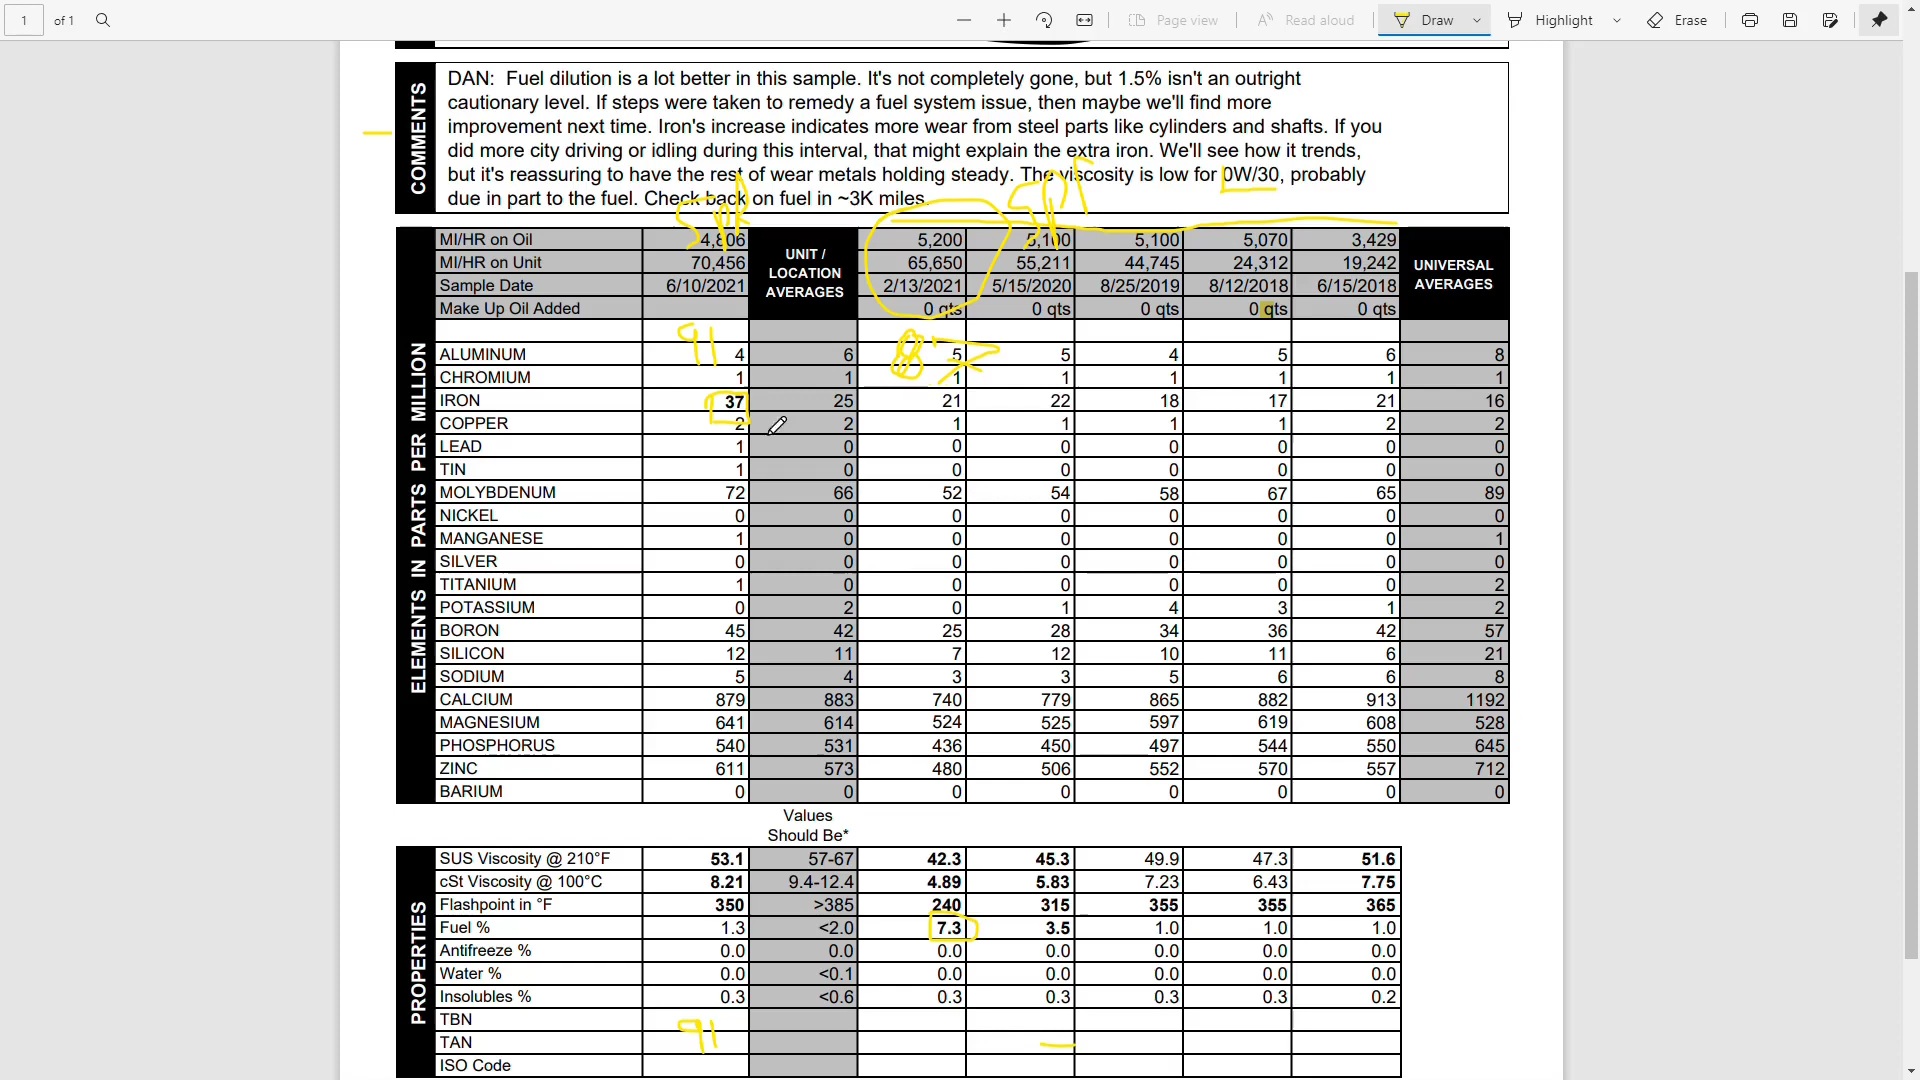 1 of 1 Page view Read aloud Draw Highlight Erase
COMMENTS
DAN: Fuel dilution is a lot better in this sample. It's not completely gone, but 1.5% isn't an outright
cautionary level. If steps were taken to remedy a fuel system issue, then maybe we'll find more
improvement next time. Iron's increase indicates more wear from steel parts like cylinders and shafts. If you
did more city driving or idling during this interval, that might explain the extra iron. We'll see how it trends,
but it's reassuring to have the rest of wear metals holding steady. The viscosity is low for 0W/30, probably
due in part to the fuel. Check back on fuel in ~3K miles.
MI/HR on Oil 4,806 UNIT / LOCATION AVERAGES 5,200 5,100 5,100 5,070 3,429 UNIVERSAL AVERAGES
MI/HR on Unit 70,456 65,650 55,211 44,745 24,312 19,242
Sample Date 6/10/2021 2/13/2021 5/15/2020 8/25/2019 8/12/2018 6/15/2018
Make Up Oil Added 0 qts 0 qts 0 qts 0 qts 0 qts
91 87
ELEMENTS IN PARTS PER MILLION
ALUMINUM 4 6 5 5 4 5 6 8
CHROMIUM 1 1 1 1 1 1 1 1
IRON 37 25 21 22 18 17 21 16
COPPER 2 2 1 1 1 1 2 2
LEAD 1 0 0 0 0 0 0 0
TIN 1 0 0 0 0 0 0 0
MOLYBDENUM 72 66 52 54 58 67 65 89
NICKEL 0 0 0 0 0 0 0 0
MANGANESE 1 0 0 0 0 0 0 1
SILVER 0 0 0 0 0 0 0 0
TITANIUM 1 0 0 0 0 0 0 2
POTASSIUM 0 2 0 1 4 3 1 2
BORON 45 42 25 28 34 36 42 57
SILICON 12 11 7 12 10 11 6 21
SODIUM 5 4 3 3 5 6 6 8
CALCIUM 879 883 740 779 865 882 913 1192
MAGNESIUM 641 614 524 525 597 619 608 528
PHOSPHORUS 540 531 436 450 497 544 550 645
ZINC 611 573 480 506 552 570 557 712
BARIUM 0 0 0 0 0 0 0 0
Values
Should Be*
PROPERTIES
SUS Viscosity @ 210°F 53.1 57-67 42.3 45.3 49.9 47.3 51.6
cSt Viscosity @ 100°C 8.21 9.4-12.4 4.89 5.83 7.23 6.43 7.75
Flashpoint in °F 350 >385 240 315 355 355 365
Fuel % 1.3 <2.0 7.3 3.5 1.0 1.0 1.0
Antifreeze % 0.0 0.0 0.0 0.0 0.0 0.0 0.0
Water % 0.0 <0.1 0.0 0.0 0.0 0.0 0.0
Insolubles % 0.3 <0.6 0.3 0.3 0.3 0.3 0.2
TBN
91
TAN
ISO Code